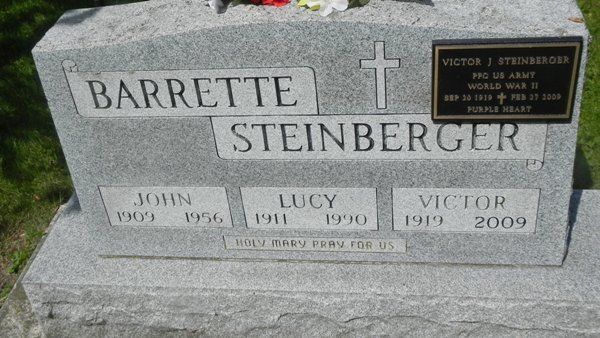 BARRETTE
STEINBERGER
VICTOR J STEINBERGER
PFC US ARMY
WORLD WAR II
SEP 20 1919 FEB 27 2009
PURPLE HEART
JOHN
1909 1956
LUCY
1911 1990
VICTOR
1919 2009
HOLY MARY PRAY FOR US